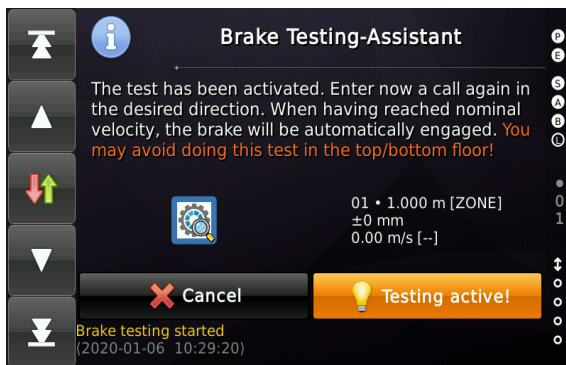 Brake Testing-Assistant
The test has been activated. Enter now a call again in
the desired direction. When having reached nominal
velocity, the brake will be automatically engaged. You
may avoid doing this test in the top/bottom floor!
01 • 1.000 m [ZONE]
±0 mm
0.00 m/s [--]
Cancel
Testing active!
Brake testing started
(2020-01-06 10:29:20)
P
E
S
A
B
L
0
1